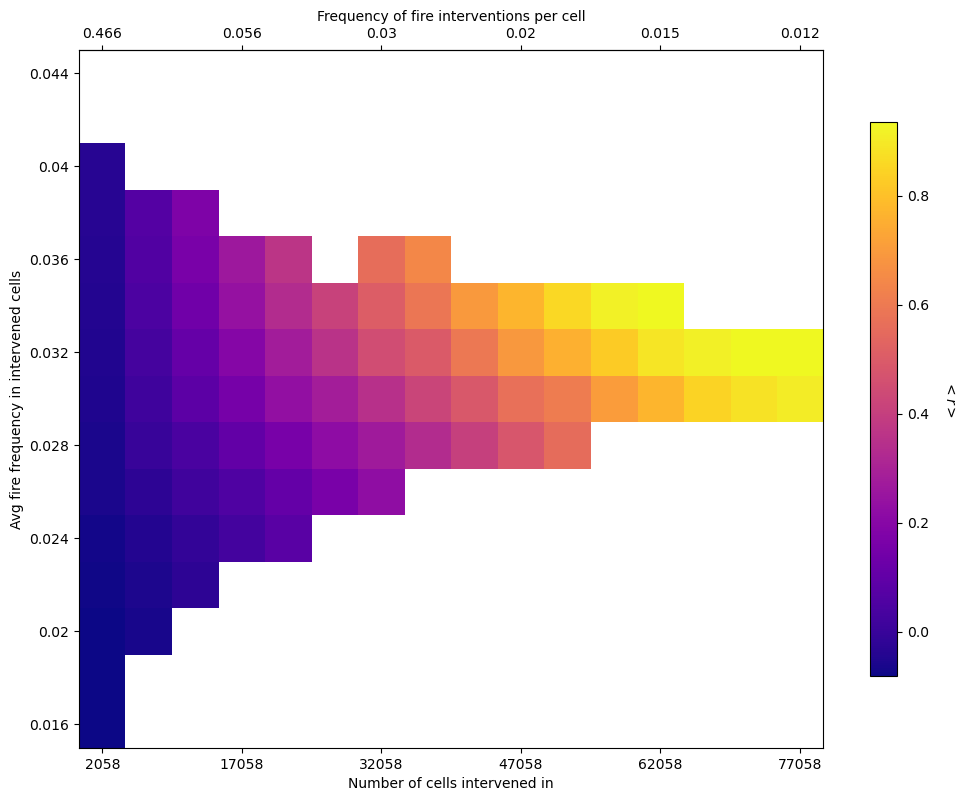 Frequency of fire interventions per cell
0.466 0.056 0.03 0.02 0.015 0.012
0.044
0.04
0.036
0.032
0.028
0.024
0.02
0.016
Avg fire frequency in intervened cells
2058 17058 32058 47058 62058 77058
Number of cells intervened in
0.8
0.6
0.4
0.2
0.0
< r >